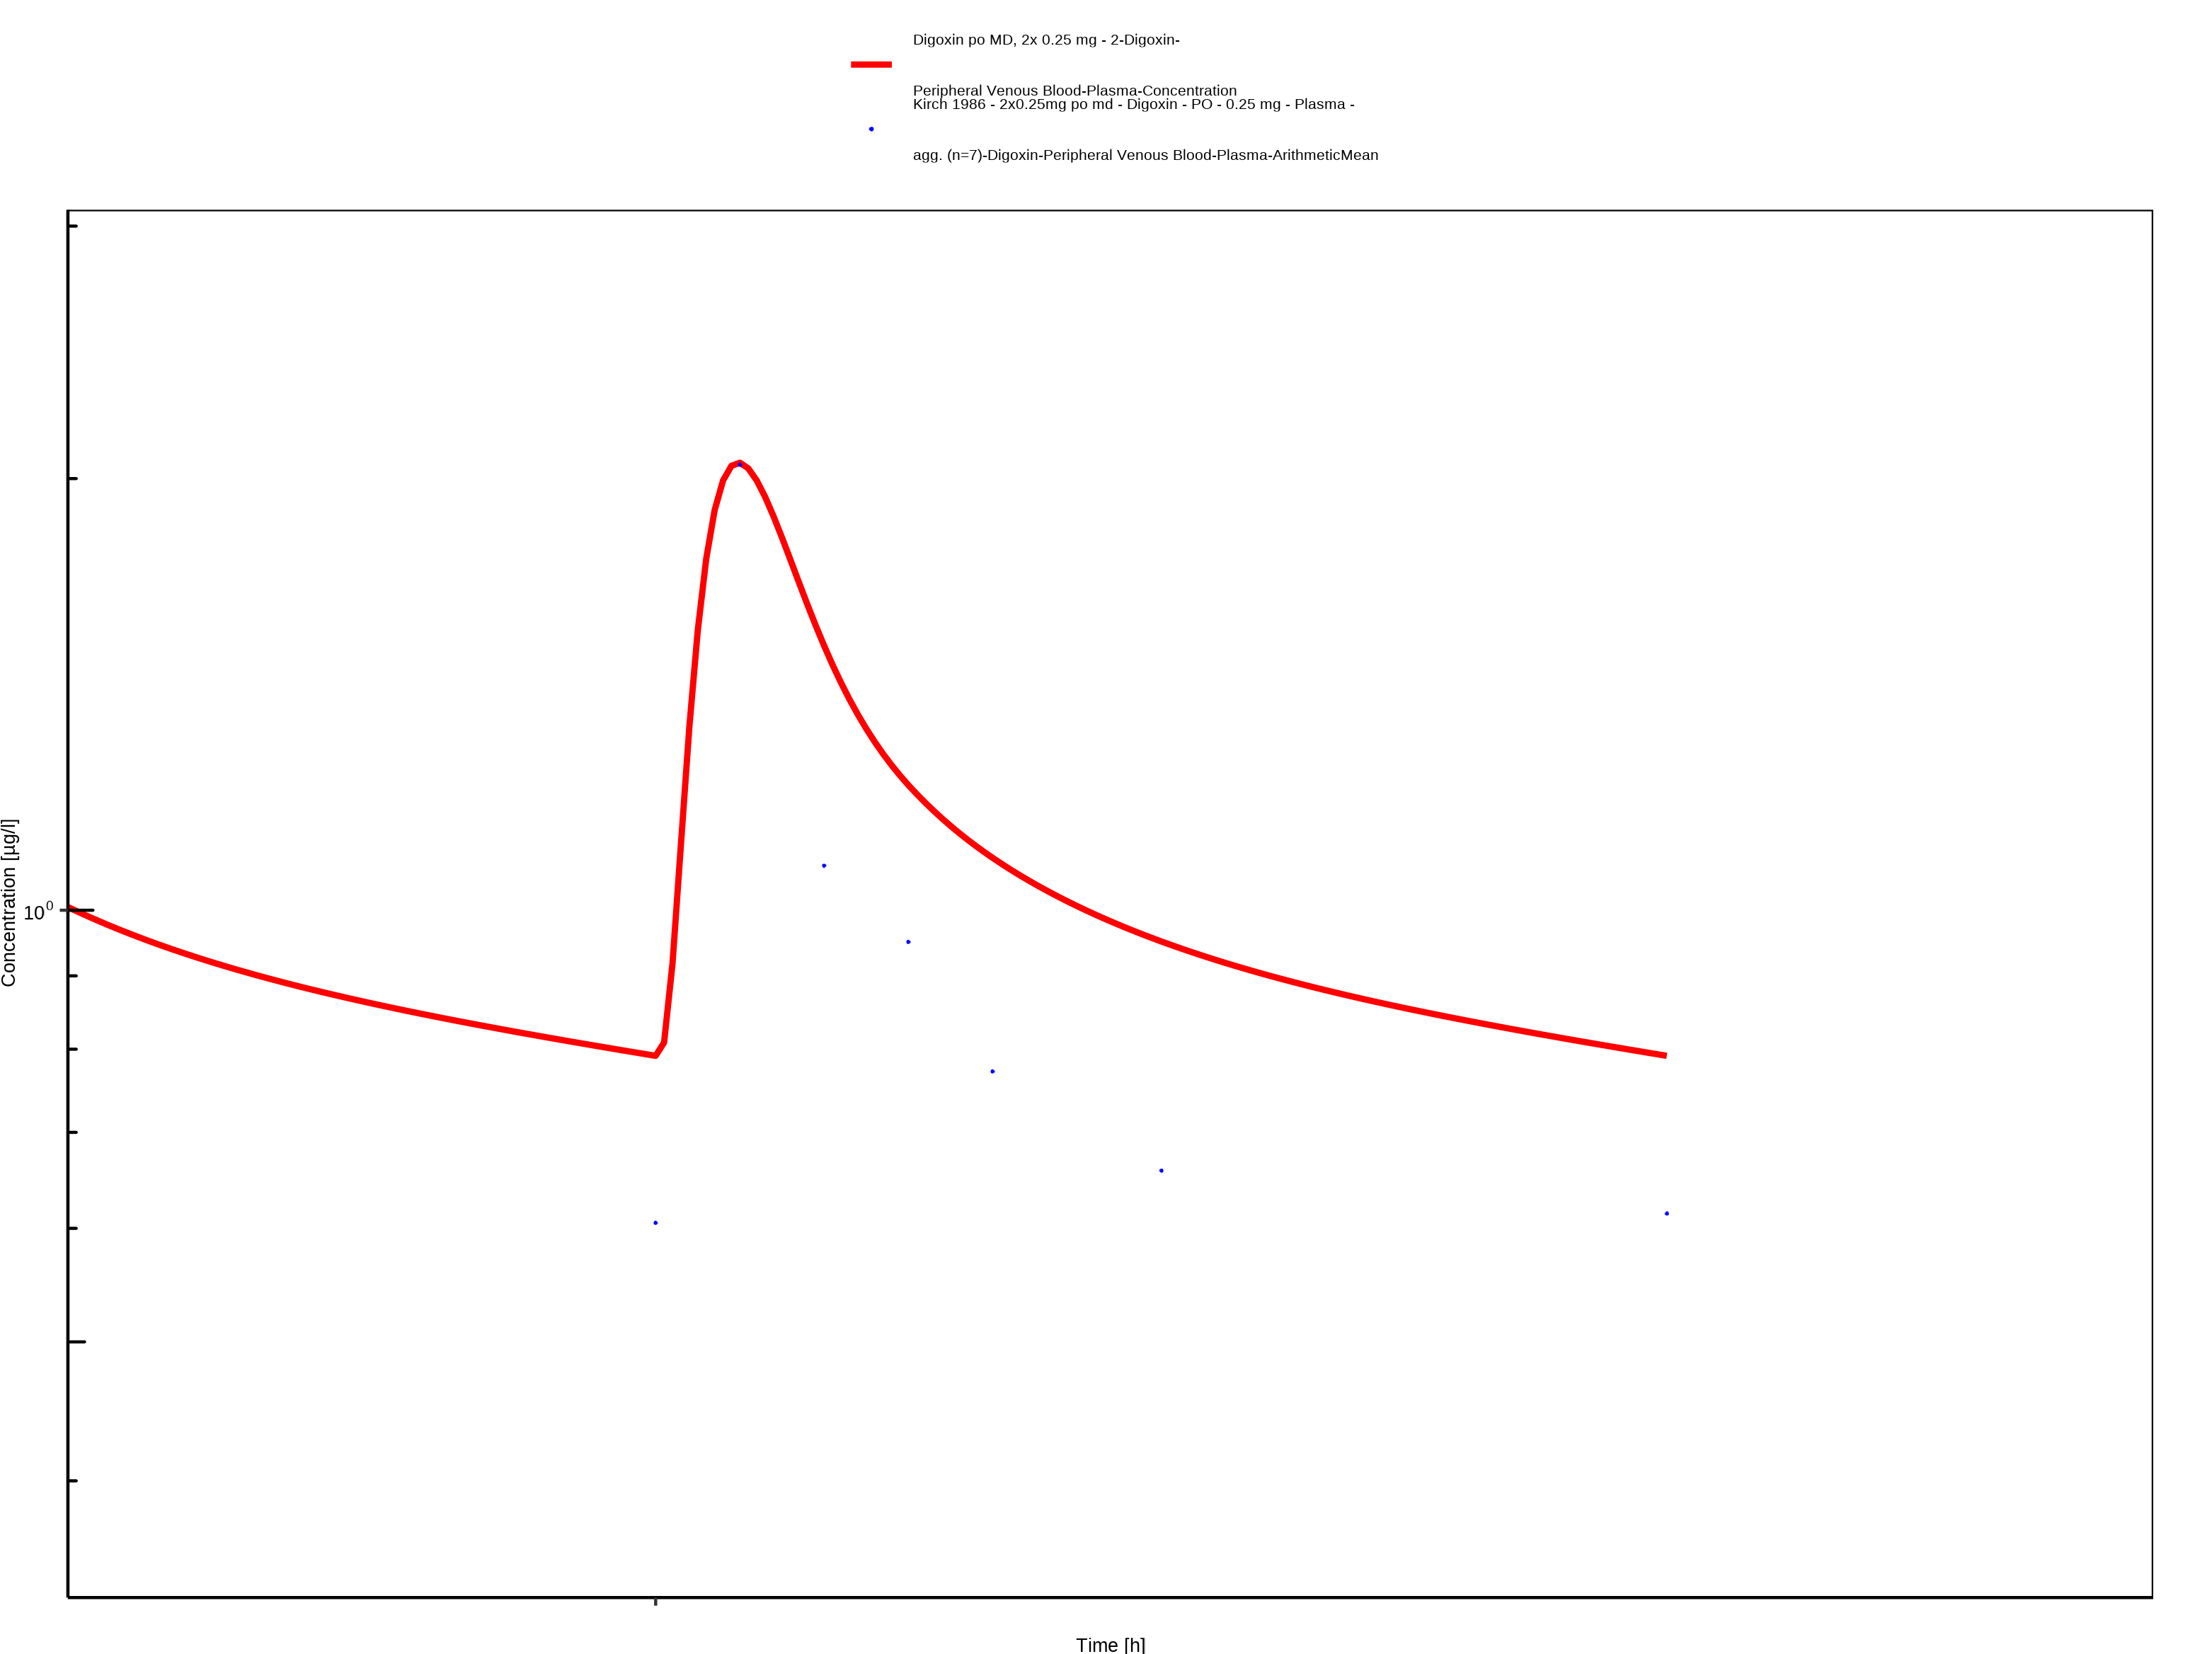 Digoxin po MD, 2x 0.25 mg - 2-Digoxin-
Peripheral Venous Blood-Plasma-Concentration
Kirch 1986 - 2x0.25mg po md - Digoxin - PO - 0.25 mg - Plasma -
agg. (n=7)-Digoxin-Peripheral Venous Blood-Plasma-ArithmeticMean
Concentration [µg/l]
10⁰
Time [h]